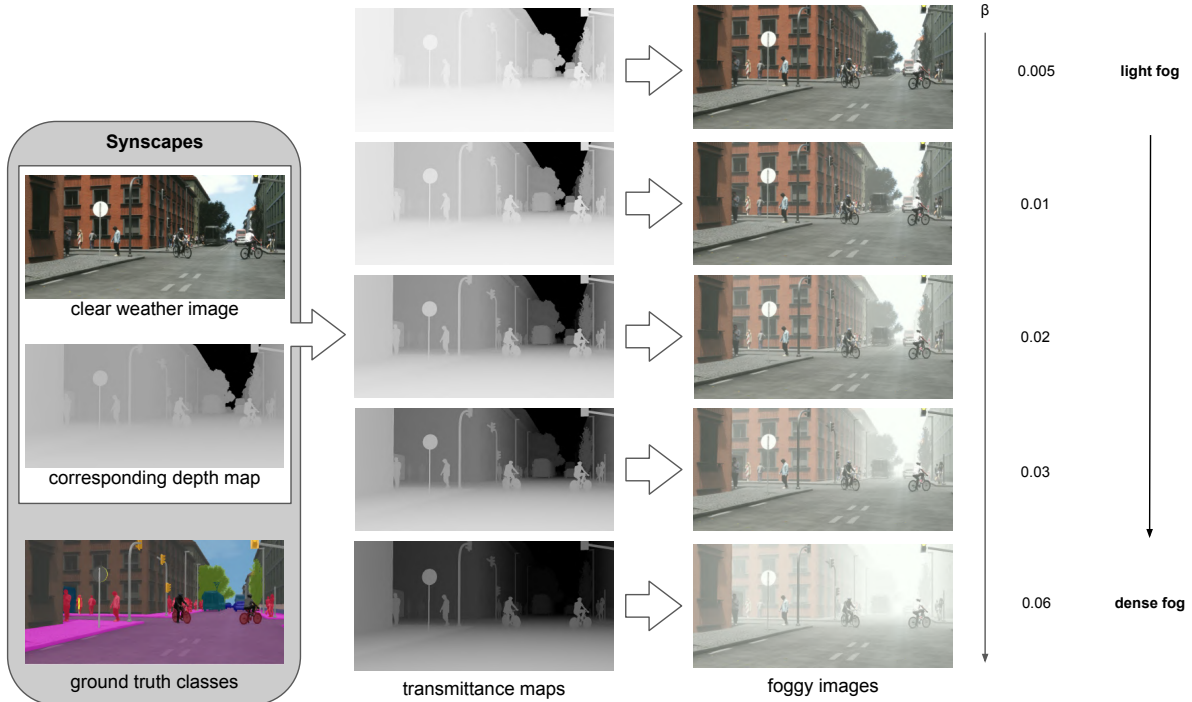 Synscapes
clear weather image
corresponding depth map
ground truth classes
transmittance maps
foggy images
β
0.005 light fog
0.01
0.02
0.03
0.06 dense fog